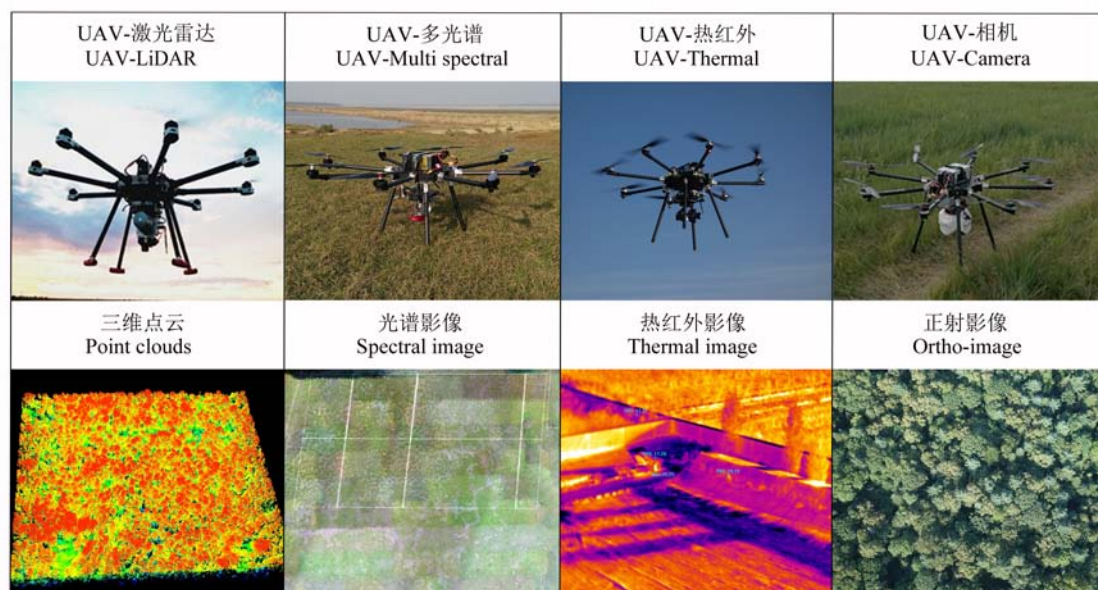 UAV-激光雷达
UAV-LiDAR
UAV-多光谱
UAV-Multi spectral
UAV-热红外
UAV-Thermal
UAV-相机
UAV-Camera
三维点云
Point clouds
光谱影像
Spectral image
热红外影像
Thermal image
正射影像
Ortho-image